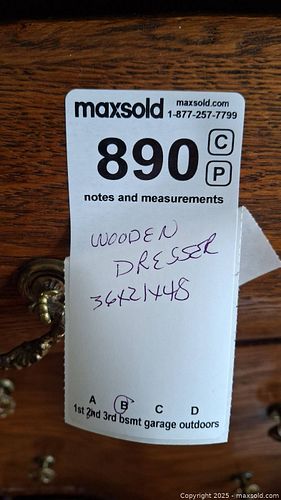 maxsold maxsold.com
1-877-257-7799
890 C
P
notes and measurements
WOODEN
DRESSER
36X21X48
A B C D
1st 2nd 3rd bsmt garage outdoors
Copyright 2025 - maxsold.com